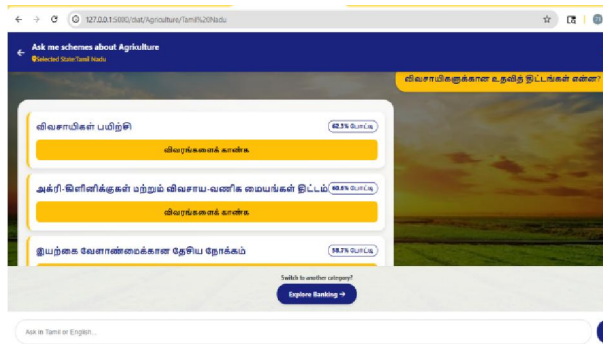 127.0.0.1:5000/chat/Agriculture/Tamil%20Nadu
Ask me schemes about Agriculture
Selected State:Tamil Nadu
விவசாயிகளுக்கான உதவித் திட்டங்கள் என்ன?
விவசாயிகள் பயிற்சி
62.3% போட்டி
விவரங்களைக் காண்க
அக்ரி-கிளினிக்குகள் மற்றும் விவசாய-வணிக மையங்கள் திட்டம்
60.8% போட்டி
விவரங்களைக் காண்க
இயற்கை வேளாண்மைக்கான தேசிய நோக்கம்
58.7% போட்டி
Switch to another category?
Explore Banking →
Ask in Tamil or English...